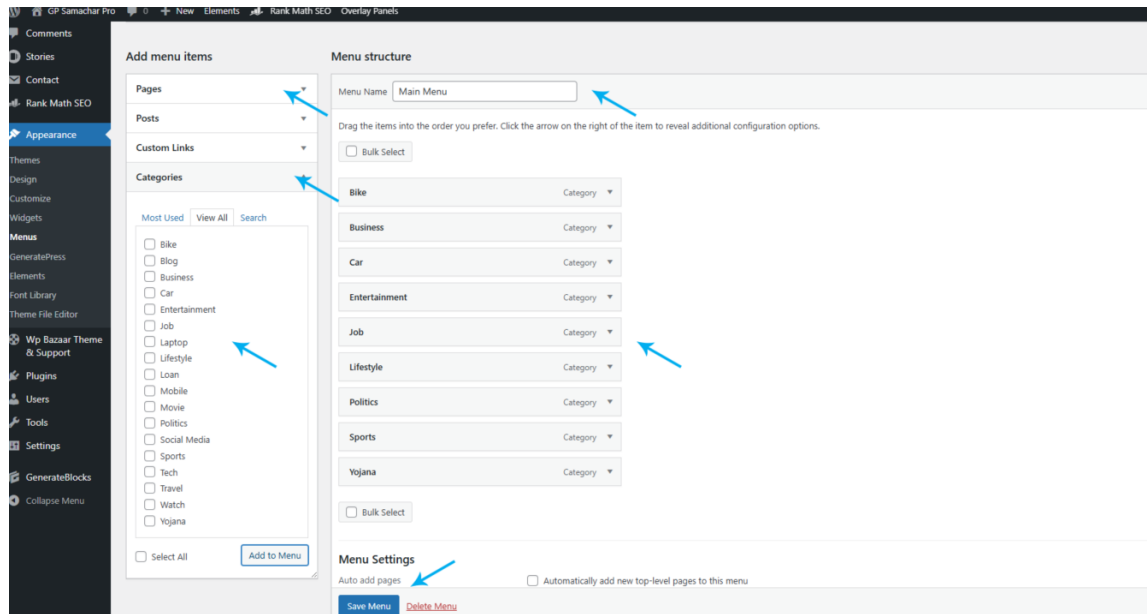 GP Samachar Pro 0 New Elements Rank Math SEO Overlay Panels
Comments
Stories
Contact
Rank Math SEO
Appearance
Themes
Design
Customize
Widgets
Menus
GeneratePress
Elements
Font Library
Theme File Editor
Wp Bazaar Theme
& Support
Plugins
Users
Tools
Settings
GenerateBlocks
Collapse Menu
Add menu items
Pages
Posts
Custom Links
Categories
Most Used View All Search
Bike
Blog
Business
Car
Entertainment
Job
Laptop
Lifestyle
Loan
Mobile
Movie
Politics
Social Media
Sports
Tech
Travel
Watch
Yojana
Select All Add to Menu
Menu structure
Menu Name Main Menu
Drag the items into the order you prefer. Click the arrow on the right of the item to reveal additional configuration options.
Bulk Select
Bike Category
Business Category
Car Category
Entertainment Category
Job Category
Lifestyle Category
Politics Category
Sports Category
Yojana Category
Bulk Select
Menu Settings
Auto add pages Automatically add new top-level pages to this menu
Save Menu Delete Menu